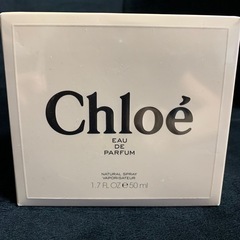 Chloé
EAU
DE
PARFUM
NATURAL SPRAY
VAPORISATEUR
1.7 FL.OZ ℮ 50 ml